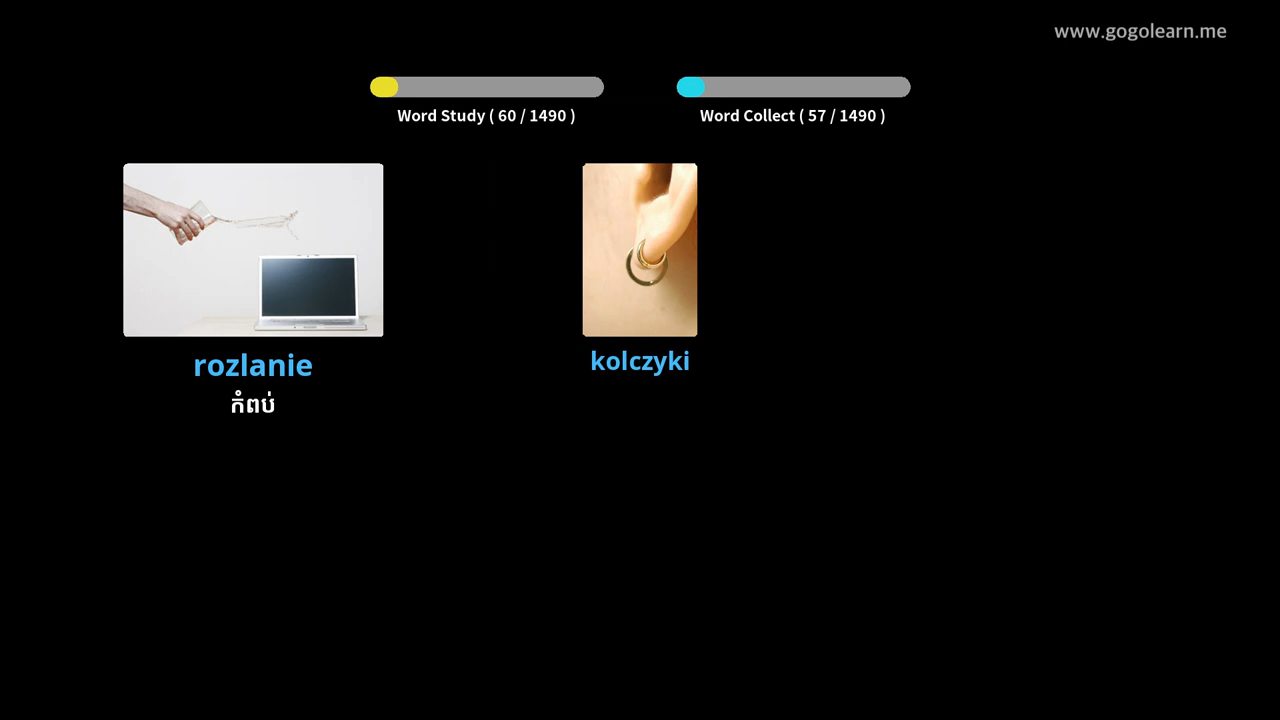 www.gogolearn.me
Word Study ( 60 / 1490 )
Word Collect ( 57 / 1490 )
rozlanie
កំពប់
kolczyki